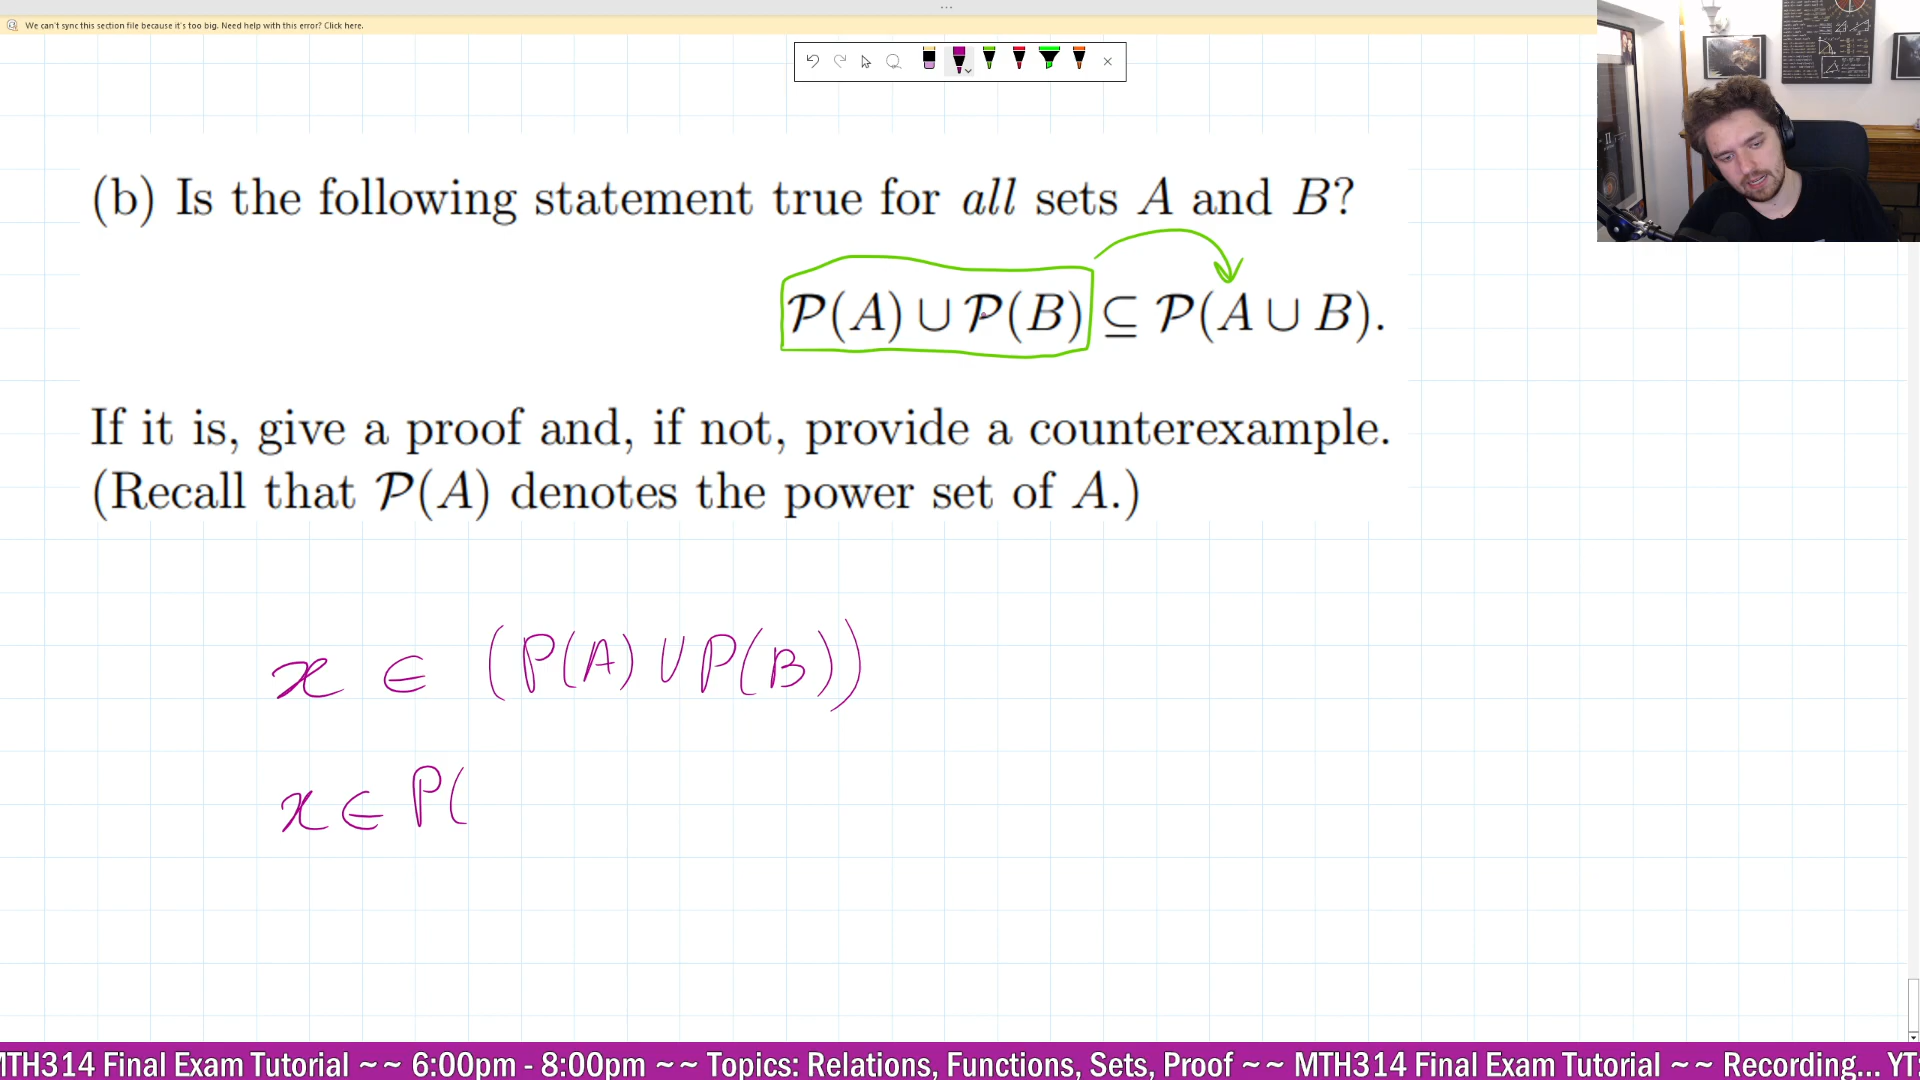 We can't sync this section file because it's too big. Need help with this error? Click here.
(b) Is the following statement true for all sets A and B?
𝒫(A) ∪ 𝒫(B) ⊆ 𝒫(A ∪ B).
If it is, give a proof and, if not, provide a counterexample.
(Recall that 𝒫(A) denotes the power set of A.)
x ∈ (P(A) ∪ P(B))
x ∈ P(
MTH314 Final Exam Tutorial ~~ 6:00pm - 8:00pm ~~ Topics: Relations, Functions, Sets, Proof ~~ MTH314 Final Exam Tutorial ~~ Recording... YT: